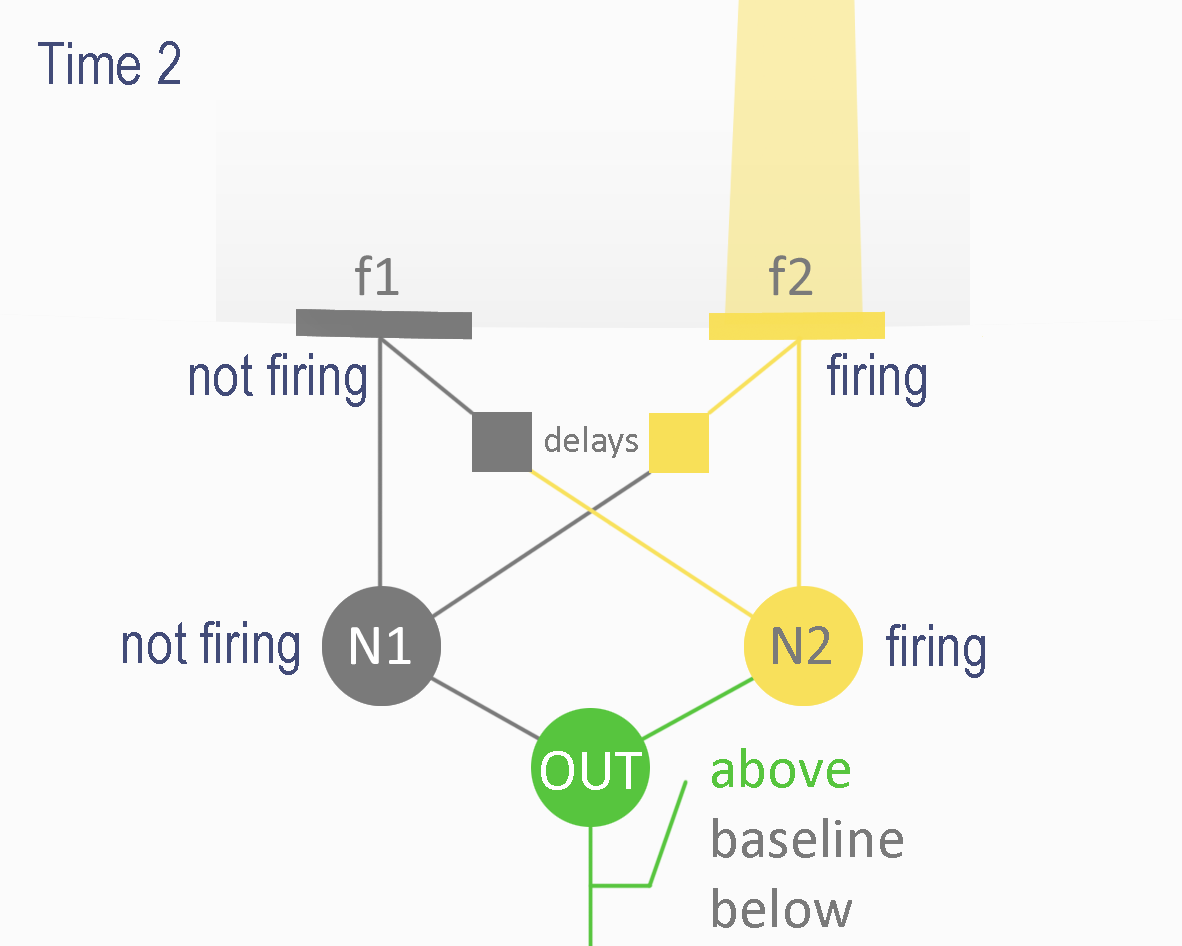 Time 2
f1
f2
not firing
firing
delays
not firing
N1
N2
firing
OUT
above
baseline
below